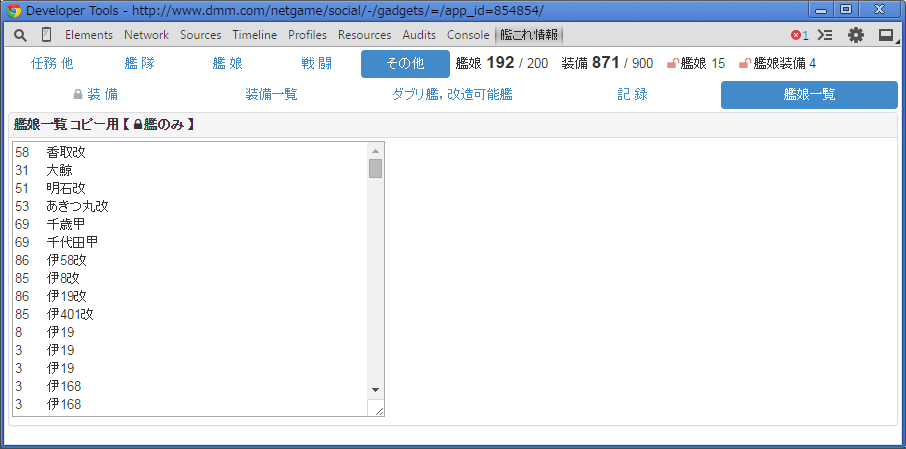 Developer Tools - http://www.dmm.com/netgame/social/-/gadgets/=/app_id=854854/
Elements Network Sources Timeline Profiles Resources Audits Console 艦これ情報 1
任務 他 艦 隊 艦 娘 戦 闘 その他 艦娘 192 / 200 装備 871 / 900 艦娘 15 艦娘装備 4
装 備 装備一覧 ダブリ艦, 改造可能艦 記 録 艦娘一覧
艦娘一覧 コピー用【 艦のみ 】
58 香取改
31 大鯨
51 明石改
53 あきつ丸改
69 千歳甲
69 千代田甲
86 伊58改
85 伊8改
86 伊19改
85 伊401改
8 伊19
3 伊19
3 伊19
3 伊168
3 伊168